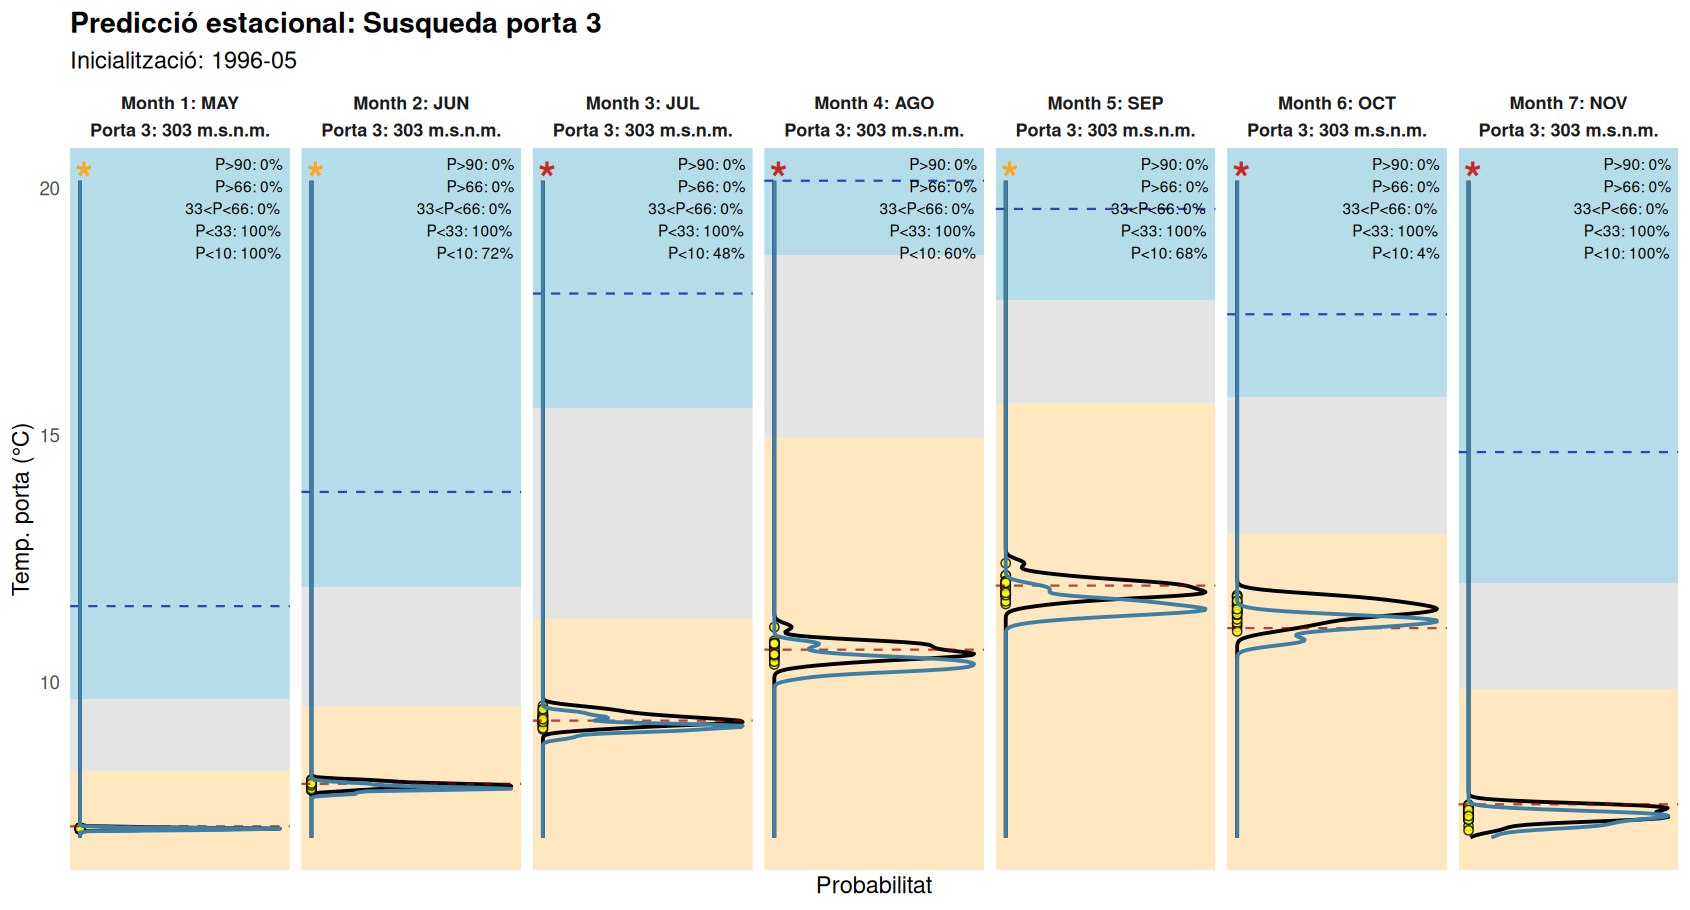 Predicció estacional: Susqueda porta 3
Inicialització: 1996-05
Month 1: MAY
Porta 3: 303 m.s.n.m.
Month 2: JUN
Porta 3: 303 m.s.n.m.
Month 3: JUL
Porta 3: 303 m.s.n.m.
Month 4: AGO
Porta 3: 303 m.s.n.m.
Month 5: SEP
Porta 3: 303 m.s.n.m.
Month 6: OCT
Porta 3: 303 m.s.n.m.
Month 7: NOV
Porta 3: 303 m.s.n.m.
*
P>90: 0%
P>66: 0%
33<P<66: 0%
P<33: 100%
P<10: 100%
*
P>90: 0%
P>66: 0%
33<P<66: 0%
P<33: 100%
P<10: 72%
*
P>90: 0%
P>66: 0%
33<P<66: 0%
P<33: 100%
P<10: 48%
*
P>90: 0%
P>66: 0%
33<P<66: 0%
P<33: 100%
P<10: 60%
*
P>90: 0%
P>66: 0%
33<P<66: 0%
P<33: 100%
P<10: 68%
*
P>90: 0%
P>66: 0%
33<P<66: 0%
P<33: 100%
P<10: 4%
*
P>90: 0%
P>66: 0%
33<P<66: 0%
P<33: 100%
P<10: 100%
20
15
10
Temp. porta (°C)
Probabilitat